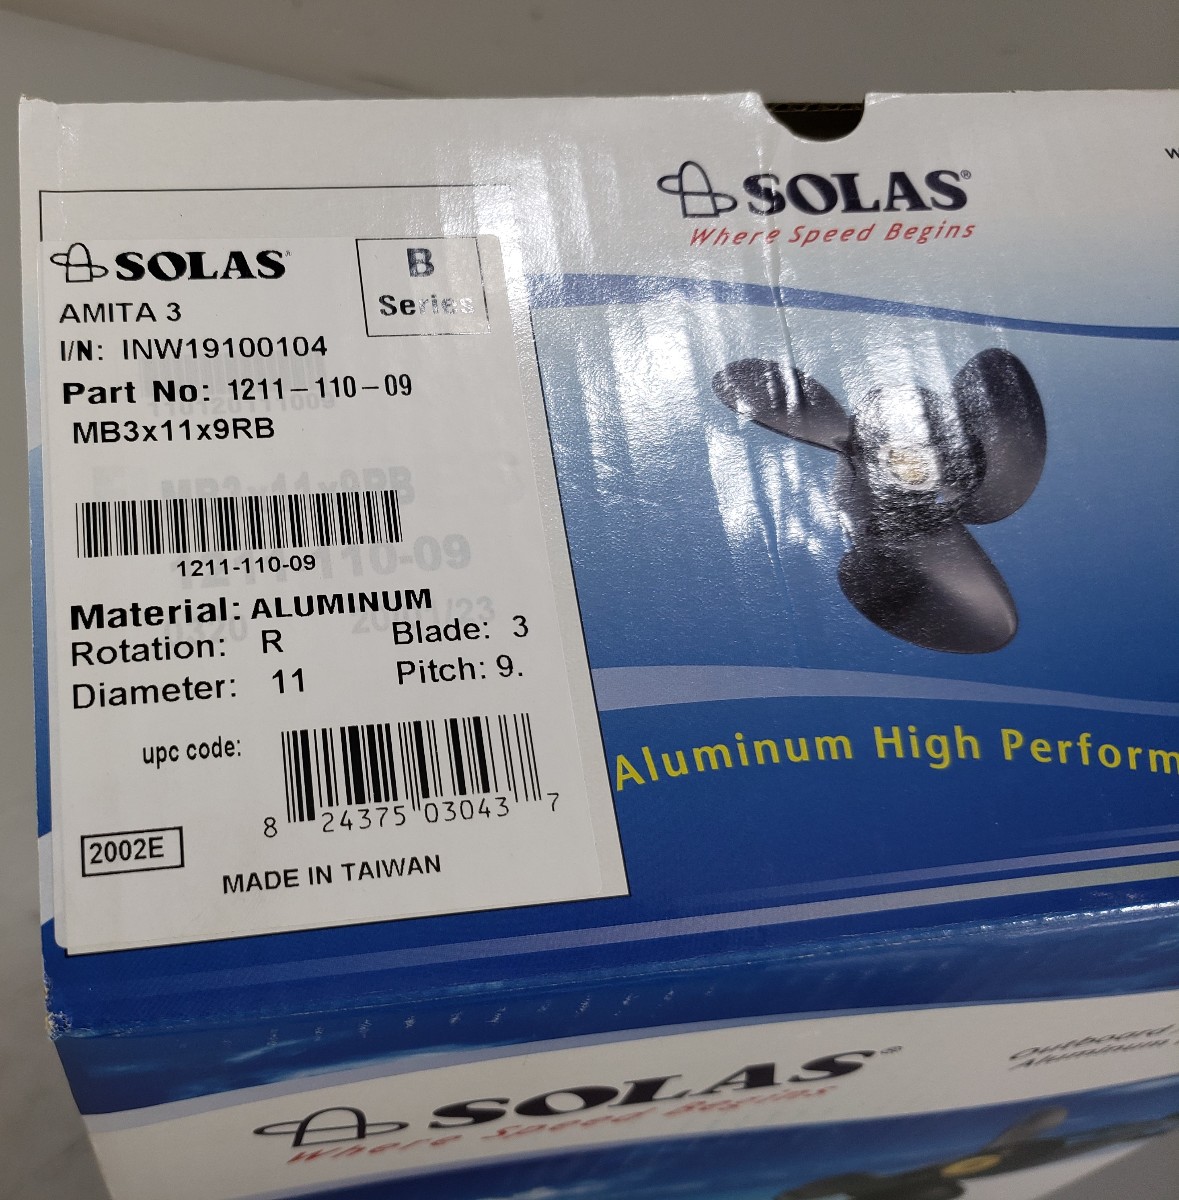 SOLAS®
Where Speed Begins
SOLAS
B
Series
AMITA 3
I/N: INW19100104
Part No: 1211-110-09
MB3x11x9RB
1211-110-09
Material: ALUMINUM
Rotation: R Blade: 3
Diameter: 11 Pitch: 9.
upc code:
8 24375 03043 7
2002E
MADE IN TAIWAN
Aluminum High Perform
SOLAS®
Where Speed Begins
Outboard
Aluminum